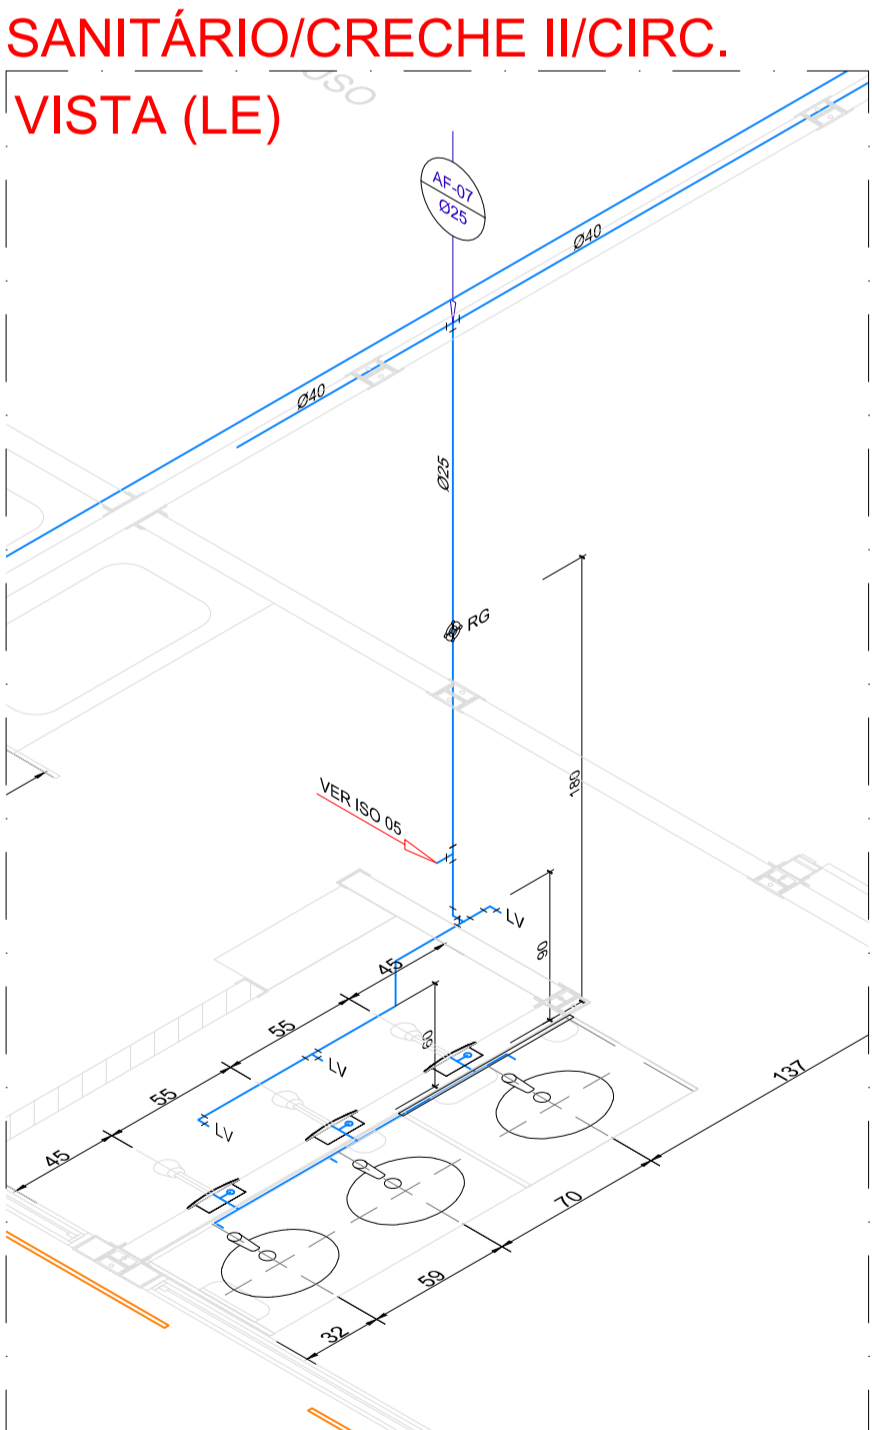 SANITÁRIO/CRECHE II/CIRC.
USO
VISTA (LE)
AF-07
Ø25
Ø40
Ø40
Ø25
RG
180
VER ISO 05
LV
90
45
55
60
LV
55
137
LV
45
70
59
32